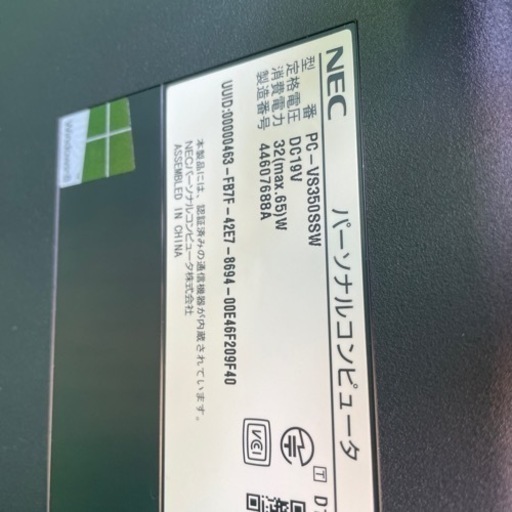 NEC パーソナルコンピュータ
型番 PC-VS350SSW
定格電圧 DC19V
消費電力 32(max.65)W
製造番号 44607688A
UUID:00000463-FB7F-42E7-8694-00E46F209F40
本製品には、認証済みの通信機器が内蔵されています。
NECパーソナルコンピュータ株式会社
ASSEMBLED IN CHINA
VCI
T
Windows8